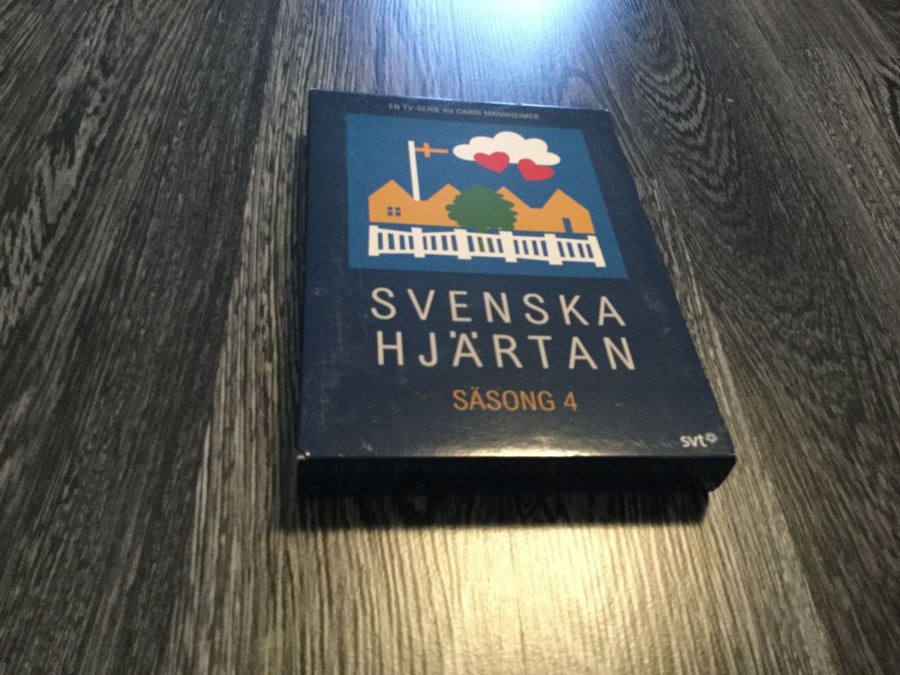 EN TV-SERIE AV CARIN MANNHEIMER
SVENSKA
HJÄRTAN
SÄSONG 4
svt